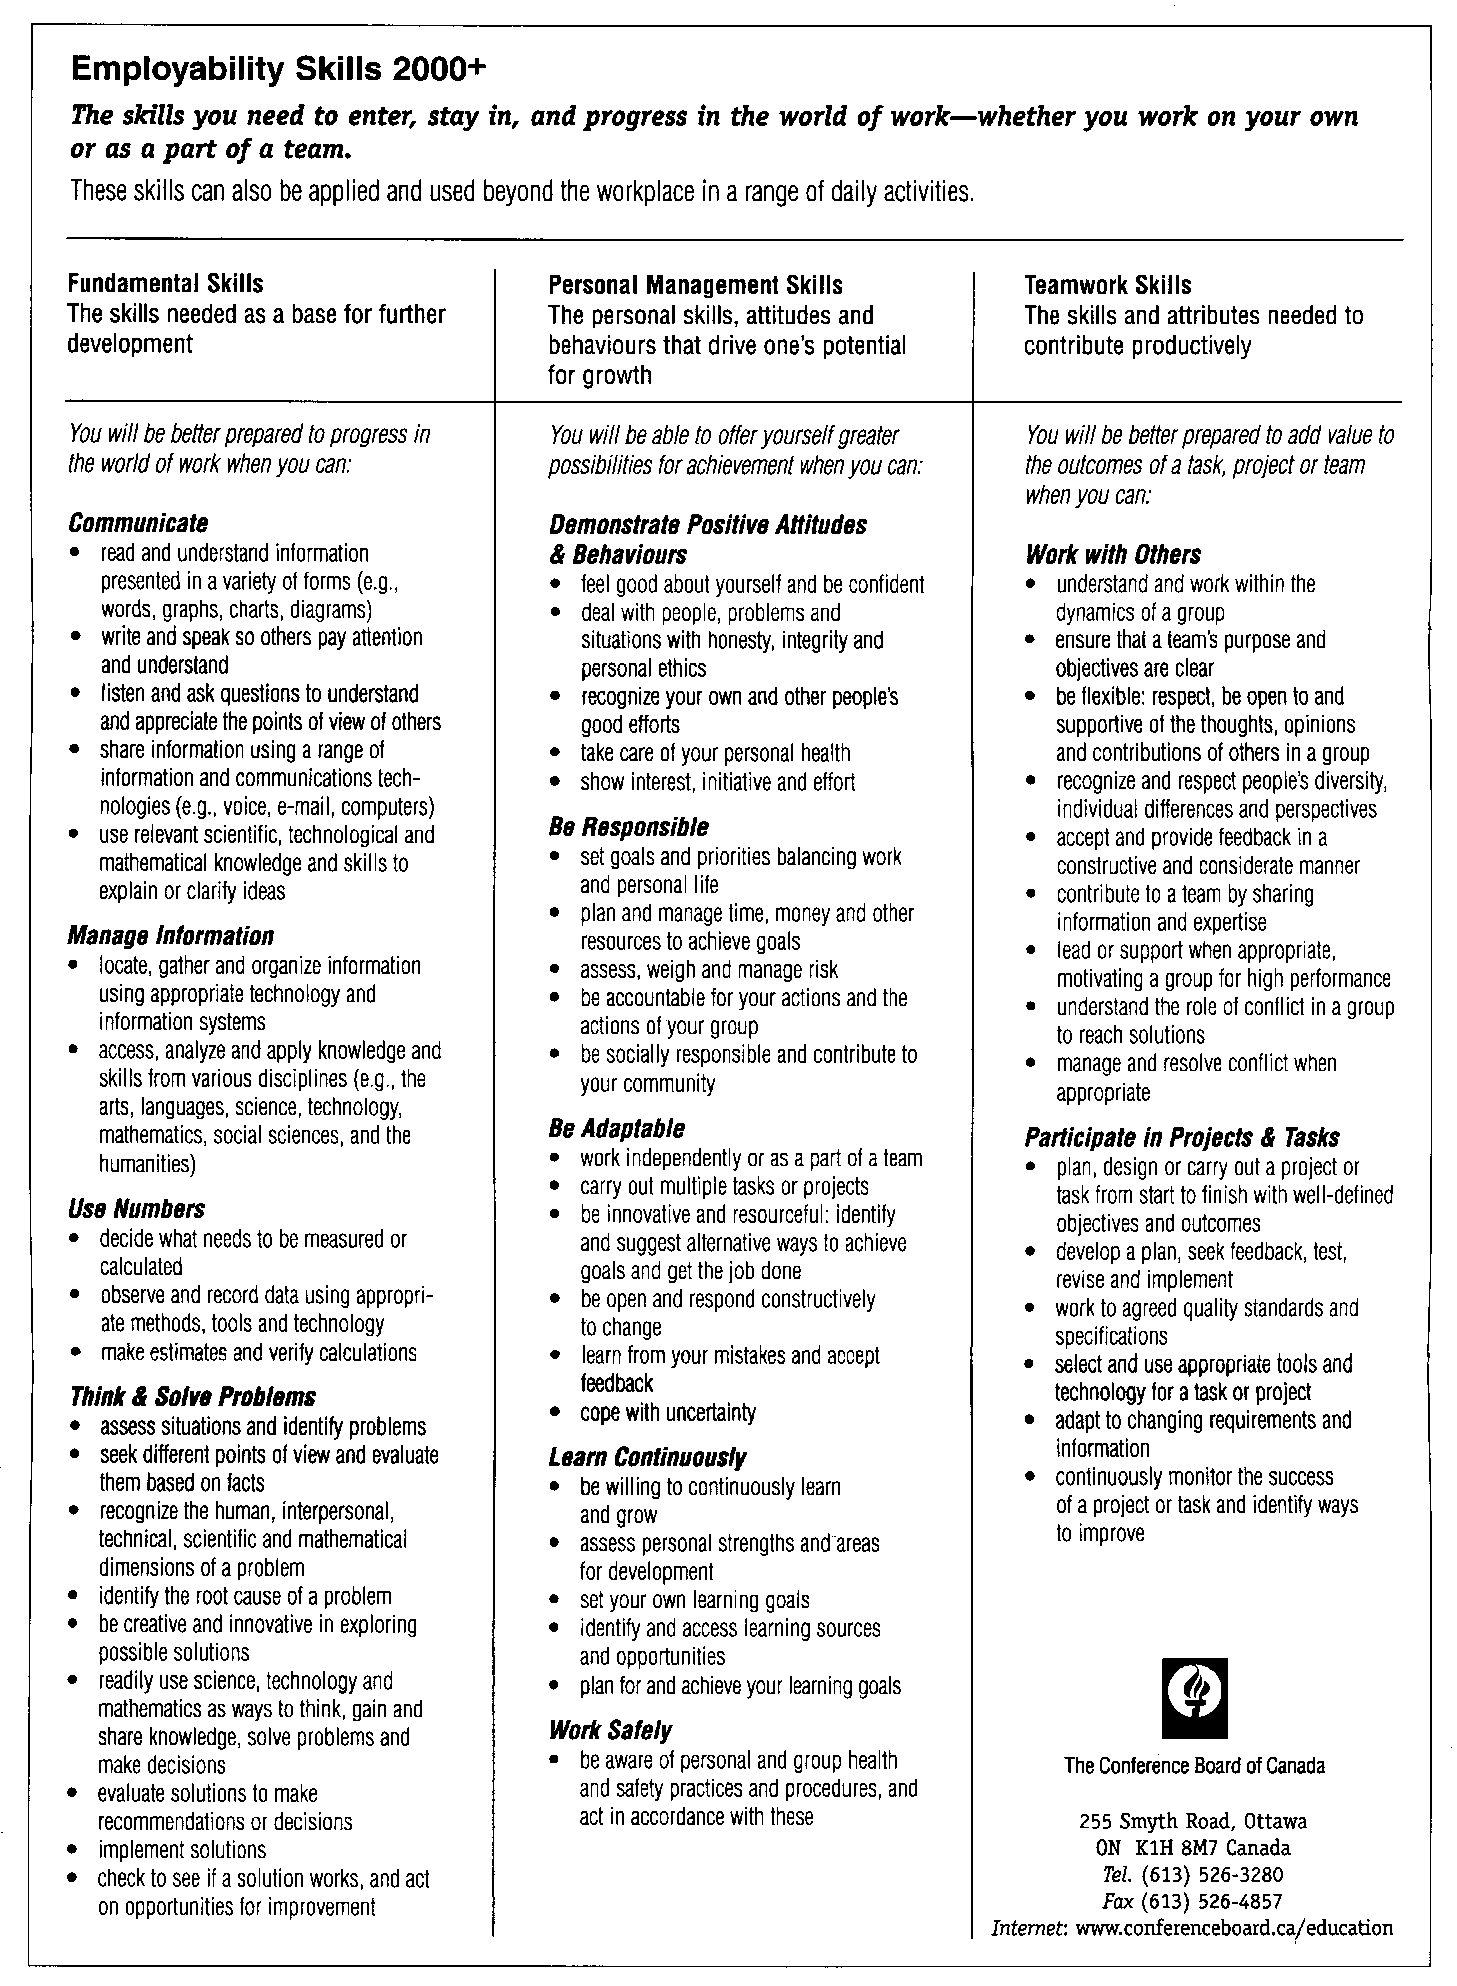 Employability Skills 2000+
The skills you need to enter, stay in, and progress in the world of work—whether you work on your own
or as a part of a team.
These skills can also be applied and used beyond the workplace in a range of daily activities.
Fundamental Skills
The skills needed as a base for further
development
You will be better prepared to progress in
the world of work when you can:
Communicate
• read and understand information
presented in a variety of forms (e.g.,
words, graphs, charts, diagrams)
• write and speak so others pay attention
and understand
• listen and ask questions to understand
and appreciate the points of view of others
• share information using a range of
information and communications tech-
nologies (e.g., voice, e-mail, computers)
• use relevant scientific, technological and
mathematical knowledge and skills to
explain or clarify ideas
Manage Information
• locate, gather and organize information
using appropriate technology and
information systems
• access, analyze and apply knowledge and
skills from various disciplines (e.g., the
arts, languages, science, technology,
mathematics, social sciences, and the
humanities)
Use Numbers
• decide what needs to be measured or
calculated
• observe and record data using appropri-
ate methods, tools and technology
• make estimates and verify calculations
Think & Solve Problems
• assess situations and identify problems
• seek different points of view and evaluate
them based on facts
• recognize the human, interpersonal,
technical, scientific and mathematical
dimensions of a problem
• identify the root cause of a problem
• be creative and innovative in exploring
possible solutions
• readily use science, technology and
mathematics as ways to think, gain and
share knowledge, solve problems and
make decisions
• evaluate solutions to make
recommendations or decisions
• implement solutions
• check to see if a solution works, and act
on opportunities for improvement
Personal Management Skills
The personal skills, attitudes and
behaviours that drive one's potential
for growth
You will be able to offer yourself greater
possibilities for achievement when you can:
Demonstrate Positive Attitudes
& Behaviours
• feel good about yourself and be confident
• deal with people, problems and
situations with honesty, integrity and
personal ethics
• recognize your own and other people's
good efforts
• take care of your personal health
• show interest, initiative and effort
Be Responsible
• set goals and priorities balancing work
and personal life
• plan and manage time, money and other
resources to achieve goals
• assess, weigh and manage risk
• be accountable for your actions and the
actions of your group
• be socially responsible and contribute to
your community
Be Adaptable
• work independently or as a part of a team
• carry out multiple tasks or projects
• be innovative and resourceful: identify
and suggest alternative ways to achieve
goals and get the job done
• be open and respond constructively
to change
• learn from your mistakes and accept
feedback
• cope with uncertainty
Learn Continuously
• be willing to continuously learn
and grow
• assess personal strengths and areas
for development
• set your own learning goals
• identify and access learning sources
and opportunities
• plan for and achieve your learning goals
Work Safely
• be aware of personal and group health
and safety practices and procedures, and
act in accordance with these
Teamwork Skills
The skills and attributes needed to
contribute productively
You will be better prepared to add value to
the outcomes of a task, project or team
when you can:
Work with Others
• understand and work within the
dynamics of a group
• ensure that a team's purpose and
objectives are clear
• be flexible: respect, be open to and
supportive of the thoughts, opinions
and contributions of others in a group
• recognize and respect people's diversity,
individual differences and perspectives
• accept and provide feedback in a
constructive and considerate manner
• contribute to a team by sharing
information and expertise
• lead or support when appropriate,
motivating a group for high performance
• understand the role of conflict in a group
to reach solutions
• manage and resolve conflict when
appropriate
Participate in Projects & Tasks
• plan, design or carry out a project or
task from start to finish with well-defined
objectives and outcomes
• develop a plan, seek feedback, test,
revise and implement
• work to agreed quality standards and
specifications
• select and use appropriate tools and
technology for a task or project
• adapt to changing requirements and
information
• continuously monitor the success
of a project or task and identify ways
to improve
The Conference Board of Canada
255 Smyth Road, Ottawa
ON K1H 8M7 Canada
Tel. (613) 526-3280
Fax (613) 526-4857
Internet: www.conferenceboard.ca/education